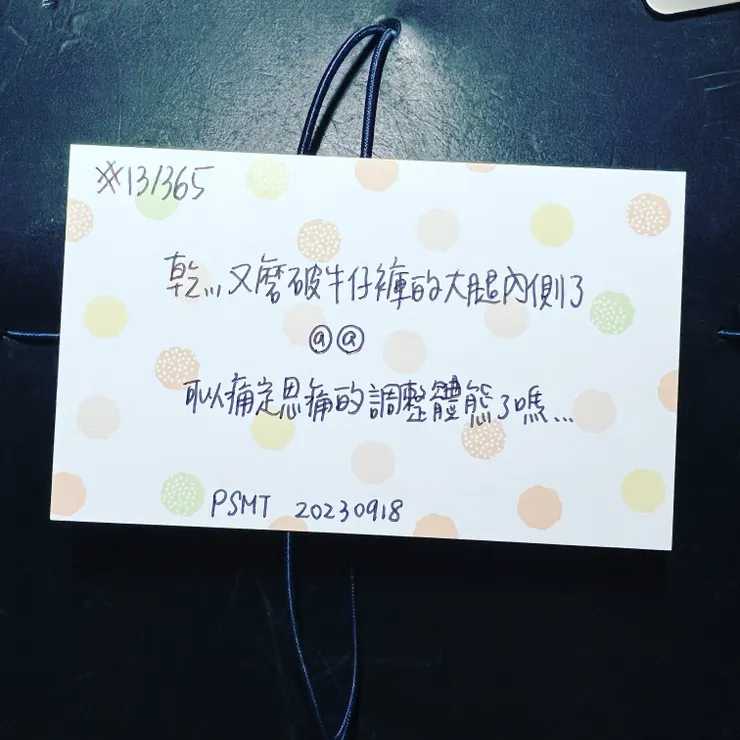 ※131365
乾... 又磨破牛仔褲的大腿內側了
@@
可以痛定思痛的調整體態了嗎...
PSMT 20230918